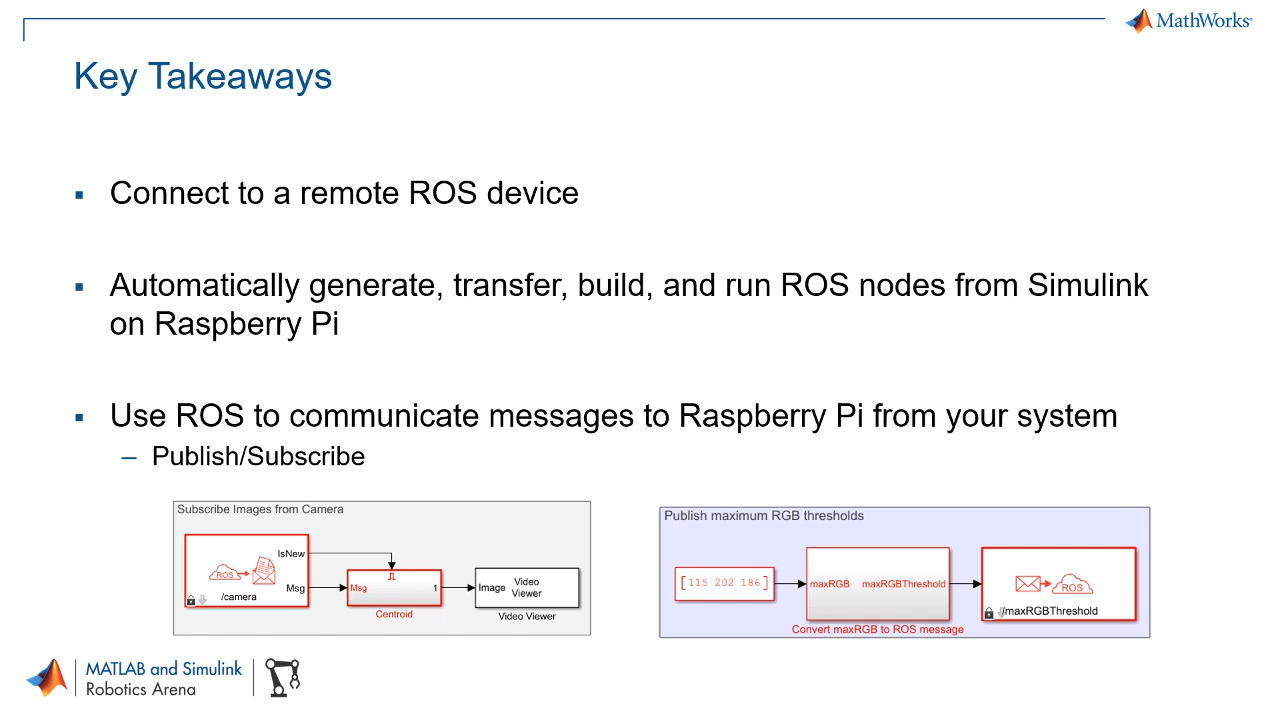 MathWorks®
Key Takeaways
Connect to a remote ROS device
Automatically generate, transfer, build, and run ROS nodes from Simulink
on Raspberry Pi
Use ROS to communicate messages to Raspberry Pi from your system
– Publish/Subscribe
Subscribe Images from Camera
ROS
IsNew
Msg
/camera
Msg
1
Centroid
Image
Video
Viewer
Video Viewer
Publish maximum RGB thresholds
[115 202 186]
maxRGB
maxRGBThreshold
Convert maxRGB to ROS message
ROS
/maxRGBThreshold
MATLAB and Simulink
Robotics Arena